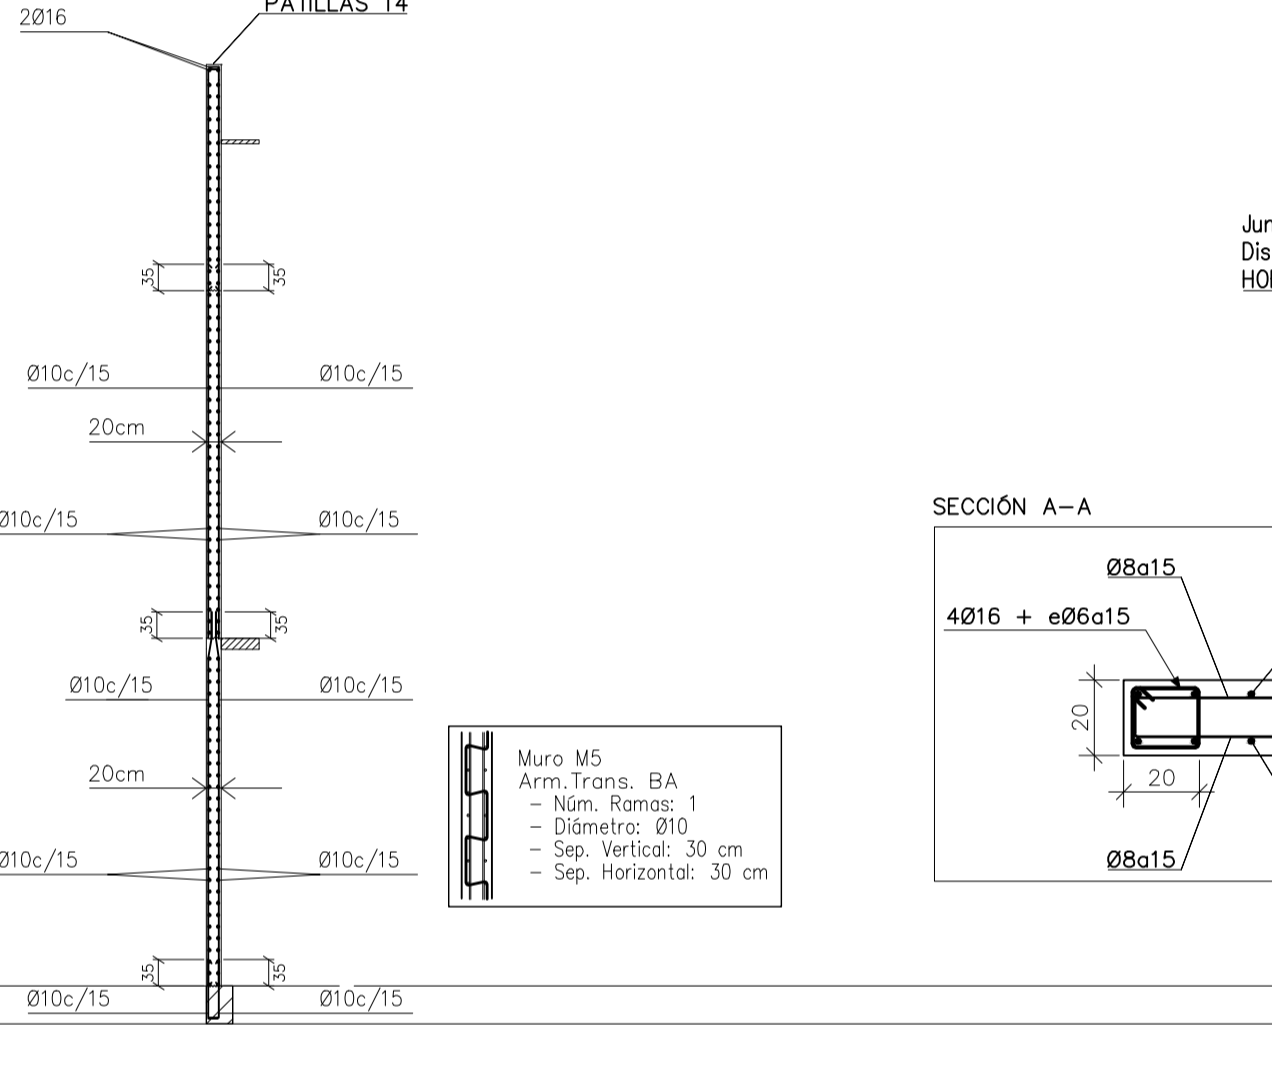 2Ø16
PATILLAS 14
35
35
Ø10c/15
Ø10c/15
20cm
Ø10c/15
Ø10c/15
35
35
Ø10c/15
Ø10c/15
20cm
Ø10c/15
Ø10c/15
35
35
Ø10c/15
Ø10c/15
Muro M5
Arm.Trans. BA
- Núm. Ramas: 1
- Diámetro: Ø10
- Sep. Vertical: 30 cm
- Sep. Horizontal: 30 cm
SECCIÓN A-A
Ø8a15
4Ø16 + eØ6a15
20
20
Ø8a15